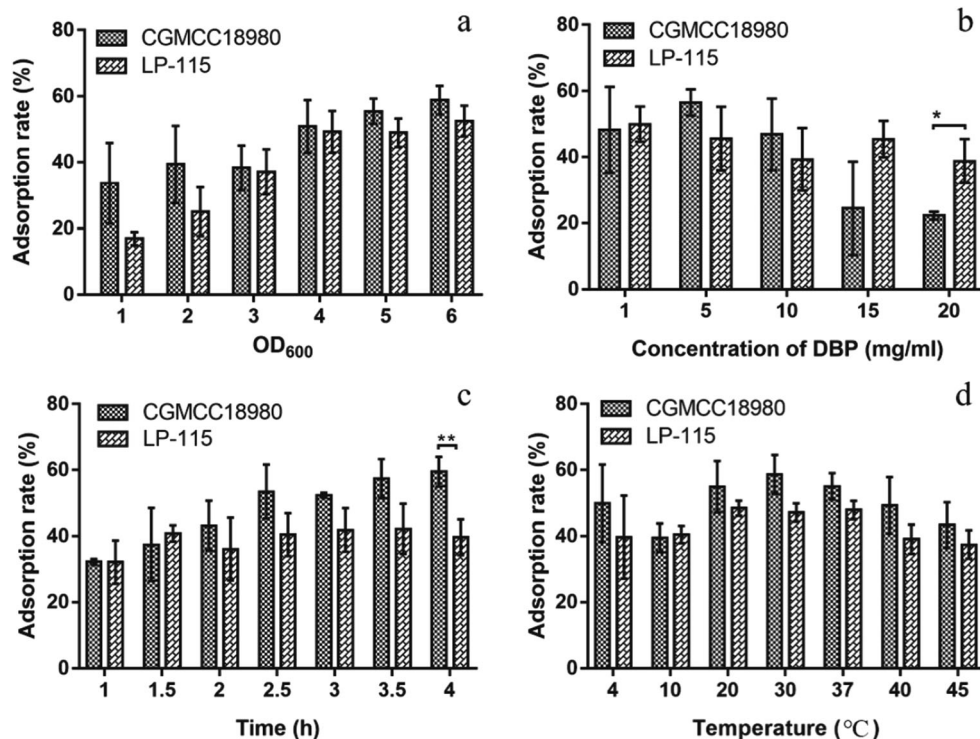 a
CGMCC18980
LP-115
Adsorption rate (%)
80
60
40
20
0
1 2 3 4 5 6
OD600
b
CGMCC18980
LP-115
*
Adsorption rate (%)
80
60
40
20
0
1 5 10 15 20
Concentration of DBP (mg/ml)
c
CGMCC18980
LP-115
**
Adsorption rate (%)
80
60
40
20
0
1 1.5 2 2.5 3 3.5 4
Time (h)
d
CGMCC18980
LP-115
Adsorption rate (%)
80
60
40
20
0
4 10 20 30 37 40 45
Temperature (℃)